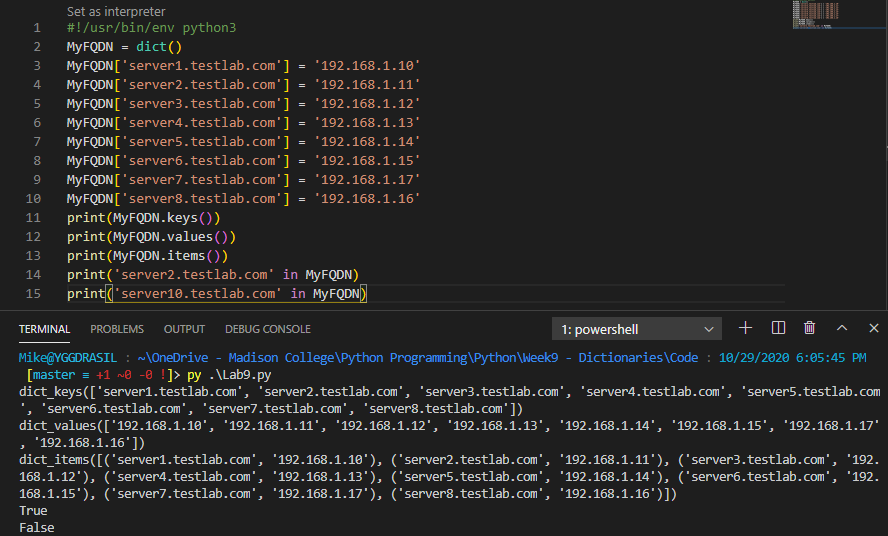 Set as interpreter
1 #!/usr/bin/env python3
2 MyFQDN = dict()
3 MyFQDN['server1.testlab.com'] = '192.168.1.10'
4 MyFQDN['server2.testlab.com'] = '192.168.1.11'
5 MyFQDN['server3.testlab.com'] = '192.168.1.12'
6 MyFQDN['server4.testlab.com'] = '192.168.1.13'
7 MyFQDN['server5.testlab.com'] = '192.168.1.14'
8 MyFQDN['server6.testlab.com'] = '192.168.1.15'
9 MyFQDN['server7.testlab.com'] = '192.168.1.17'
10 MyFQDN['server8.testlab.com'] = '192.168.1.16'
11 print(MyFQDN.keys())
12 print(MyFQDN.values())
13 print(MyFQDN.items())
14 print('server2.testlab.com' in MyFQDN)
15 print('server10.testlab.com' in MyFQDN)
TERMINAL PROBLEMS OUTPUT DEBUG CONSOLE 1: powershell
Mike@YGGDRASIL : ~\OneDrive - Madison College\Python Programming\Python\Week9 - Dictionaries\Code : 10/29/2020 6:05:45 PM
[master ≡ +1 ~0 -0 !]> py .\Lab9.py
dict_keys(['server1.testlab.com', 'server2.testlab.com', 'server3.testlab.com', 'server4.testlab.com', 'server5.testlab.com
', 'server6.testlab.com', 'server7.testlab.com', 'server8.testlab.com'])
dict_values(['192.168.1.10', '192.168.1.11', '192.168.1.12', '192.168.1.13', '192.168.1.14', '192.168.1.15', '192.168.1.17'
, '192.168.1.16'])
dict_items([('server1.testlab.com', '192.168.1.10'), ('server2.testlab.com', '192.168.1.11'), ('server3.testlab.com', '192.
168.1.12'), ('server4.testlab.com', '192.168.1.13'), ('server5.testlab.com', '192.168.1.14'), ('server6.testlab.com', '192.
168.1.15'), ('server7.testlab.com', '192.168.1.17'), ('server8.testlab.com', '192.168.1.16')])
True
False